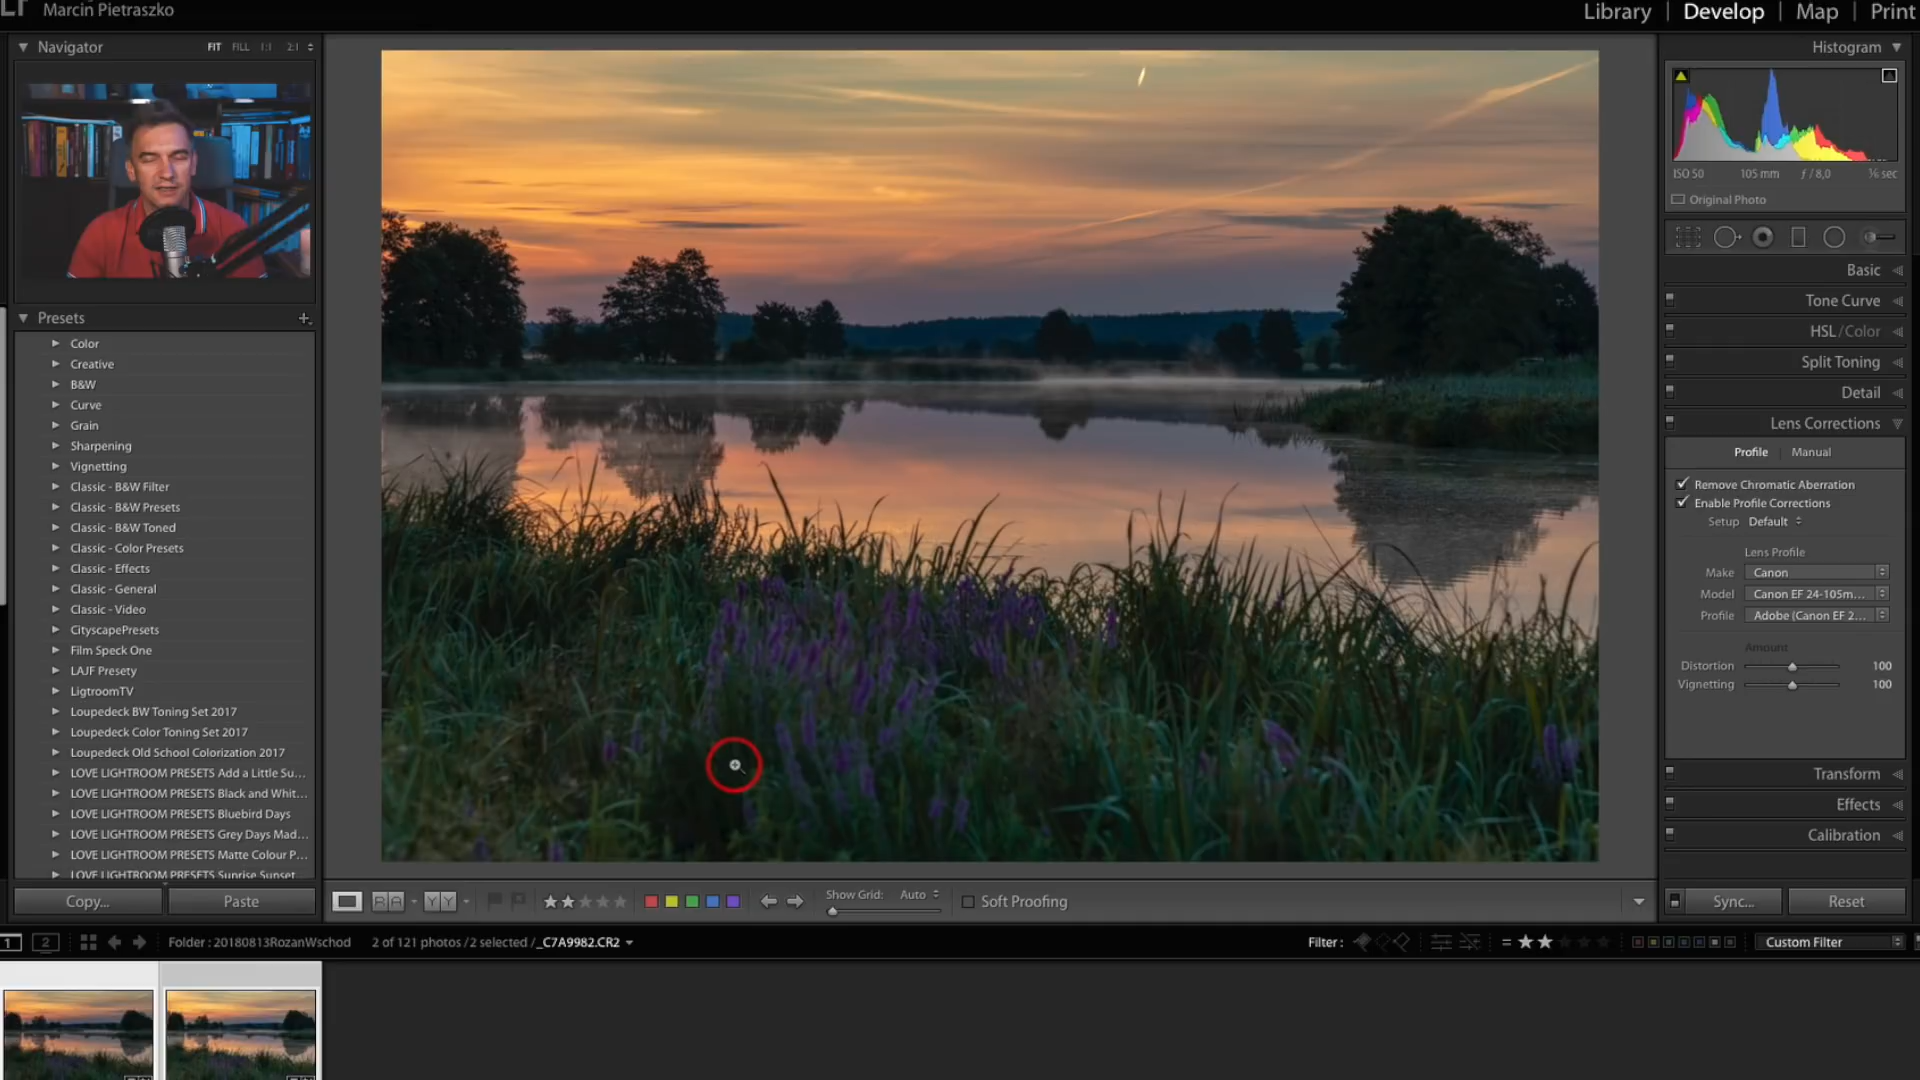 Lr Marcin Pietraszko
Library | Develop | Map | Print
Navigator FIT FILL 1:1 2:1
Presets
Color
Creative
B&W
Curve
Grain
Sharpening
Vignetting
Classic - B&W Filter
Classic - B&W Presets
Classic - B&W Toned
Classic - Color Presets
Classic - Effects
Classic - General
Classic - Video
CityscapePresets
Film Speck One
LAJF Presety
LigtroomTV
Loupedeck BW Toning Set 2017
Loupedeck Color Toning Set 2017
Loupedeck Old School Colorization 2017
LOVE LIGHTROOM PRESETS Add a Little Su...
LOVE LIGHTROOM PRESETS Black and Whit...
LOVE LIGHTROOM PRESETS Bluebird Days
LOVE LIGHTROOM PRESETS Grey Days Mad...
LOVE LIGHTROOM PRESETS Matte Colour P...
LOVE LIGHTROOM PRESETS Sunrise Sunset
Copy... Paste
Show Grid: Auto Soft Proofing
Histogram
ISO 50 105 mm ƒ / 8,0 ⅙ sec
Original Photo
Basic
Tone Curve
HSL / Color
Split Toning
Detail
Lens Corrections
Profile | Manual
Remove Chromatic Aberration
Enable Profile Corrections
Setup Default
Lens Profile
Make Canon
Model Canon EF 24-105m...
Profile Adobe (Canon EF 2...
Amount
Distortion 100
Vignetting 100
Transform
Effects
Calibration
Sync... Reset
1 2 Folder : 20180813RozanWschod 2 of 121 photos / 2 selected / _C7A9982.CR2 Filter : = Custom Filter